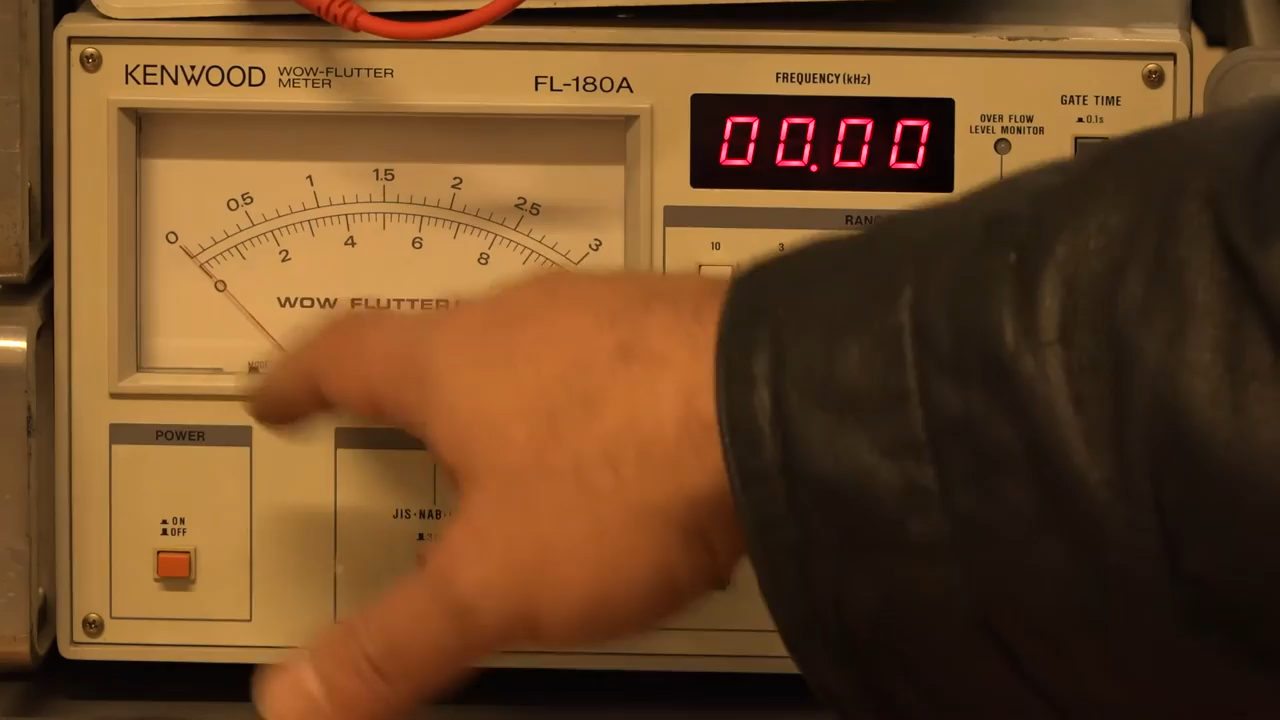 KENWOOD WOW-FLUTTER
METER
FL-180A
FREQUENCY (kHz)
00.00
OVER FLOW
LEVEL MONITOR
GATE TIME
0.1s
0 0.5 1 1.5 2 2.5 3
0 2 4 6 8
WOW FLUTTER
10 3
POWER
ON
OFF
JIS·NAB·